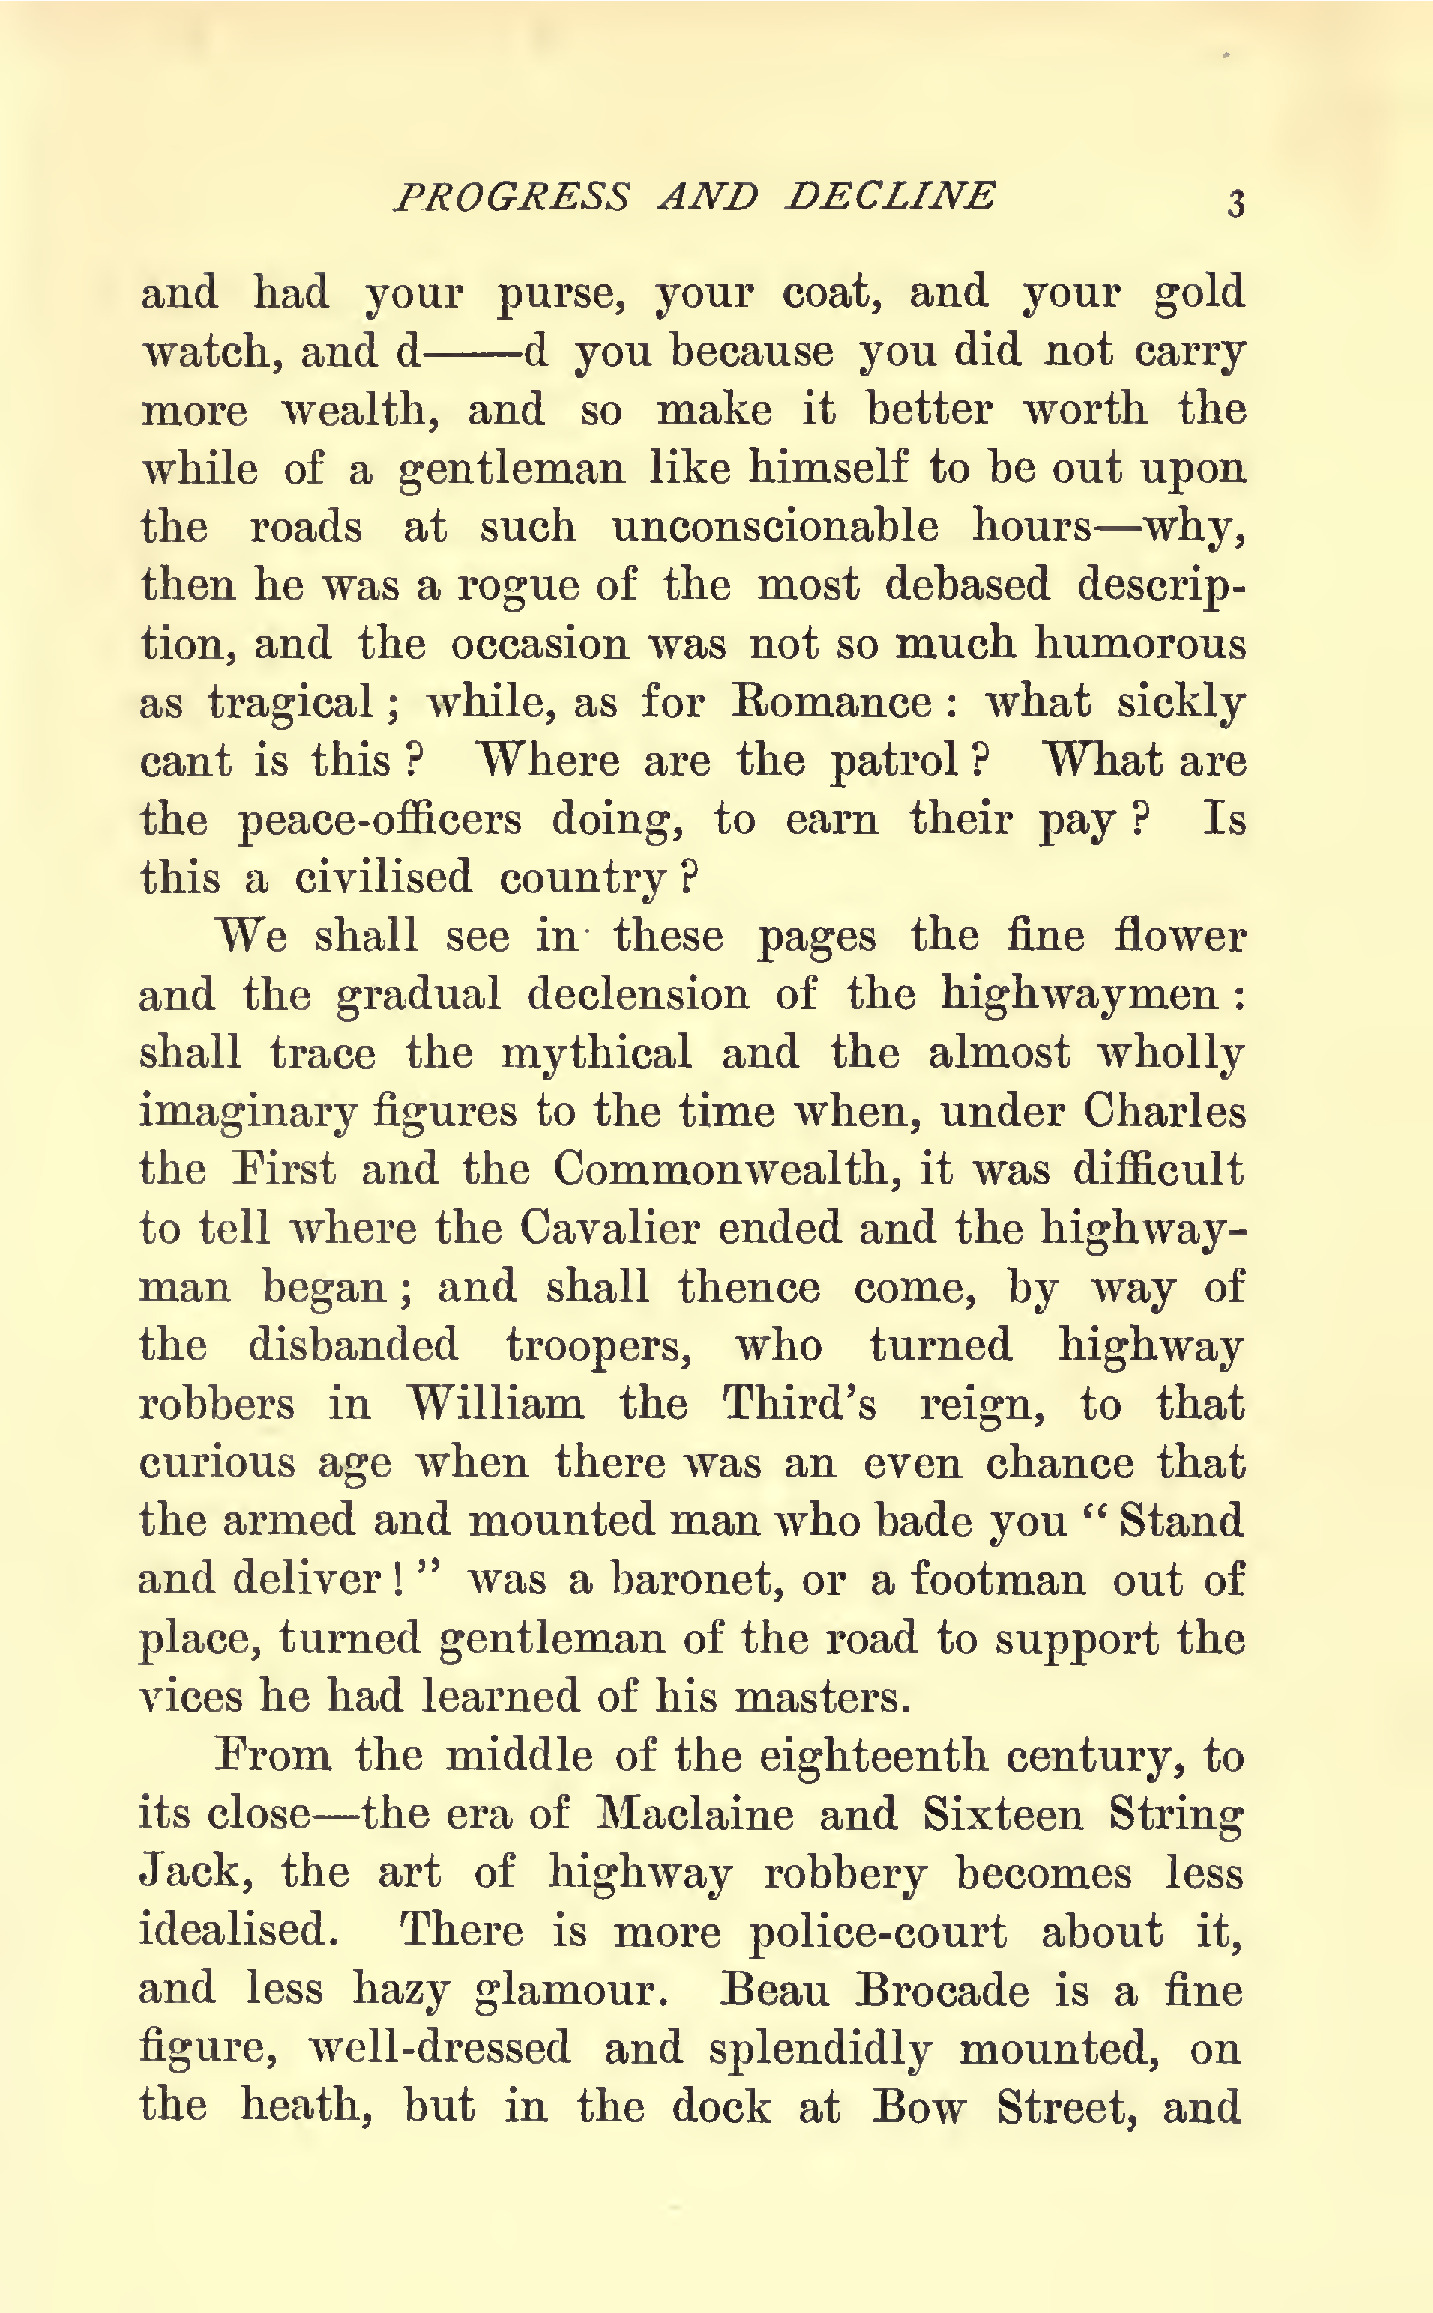 PROGRESS AND DECLINE 3
and had your purse, your coat, and your gold
watch, and d——d you because you did not carry
more wealth, and so make it better worth the
while of a gentleman like himself to be out upon
the roads at such unconscionable hours—why,
then he was a rogue of the most debased descrip-
tion, and the occasion was not so much humorous
as tragical ; while, as for Romance : what sickly
cant is this ? Where are the patrol ? What are
the peace-officers doing, to earn their pay ? Is
this a civilised country ?
We shall see in these pages the fine flower
and the gradual declension of the highwaymen :
shall trace the mythical and the almost wholly
imaginary figures to the time when, under Charles
the First and the Commonwealth, it was difficult
to tell where the Cavalier ended and the highway-
man began ; and shall thence come, by way of
the disbanded troopers, who turned highway
robbers in William the Third's reign, to that
curious age when there was an even chance that
the armed and mounted man who bade you “ Stand
and deliver ! ” was a baronet, or a footman out of
place, turned gentleman of the road to support the
vices he had learned of his masters.
From the middle of the eighteenth century, to
its close—the era of Maclaine and Sixteen String
Jack, the art of highway robbery becomes less
idealised. There is more police-court about it,
and less hazy glamour. Beau Brocade is a fine
figure, well-dressed and splendidly mounted, on
the heath, but in the dock at Bow Street, and